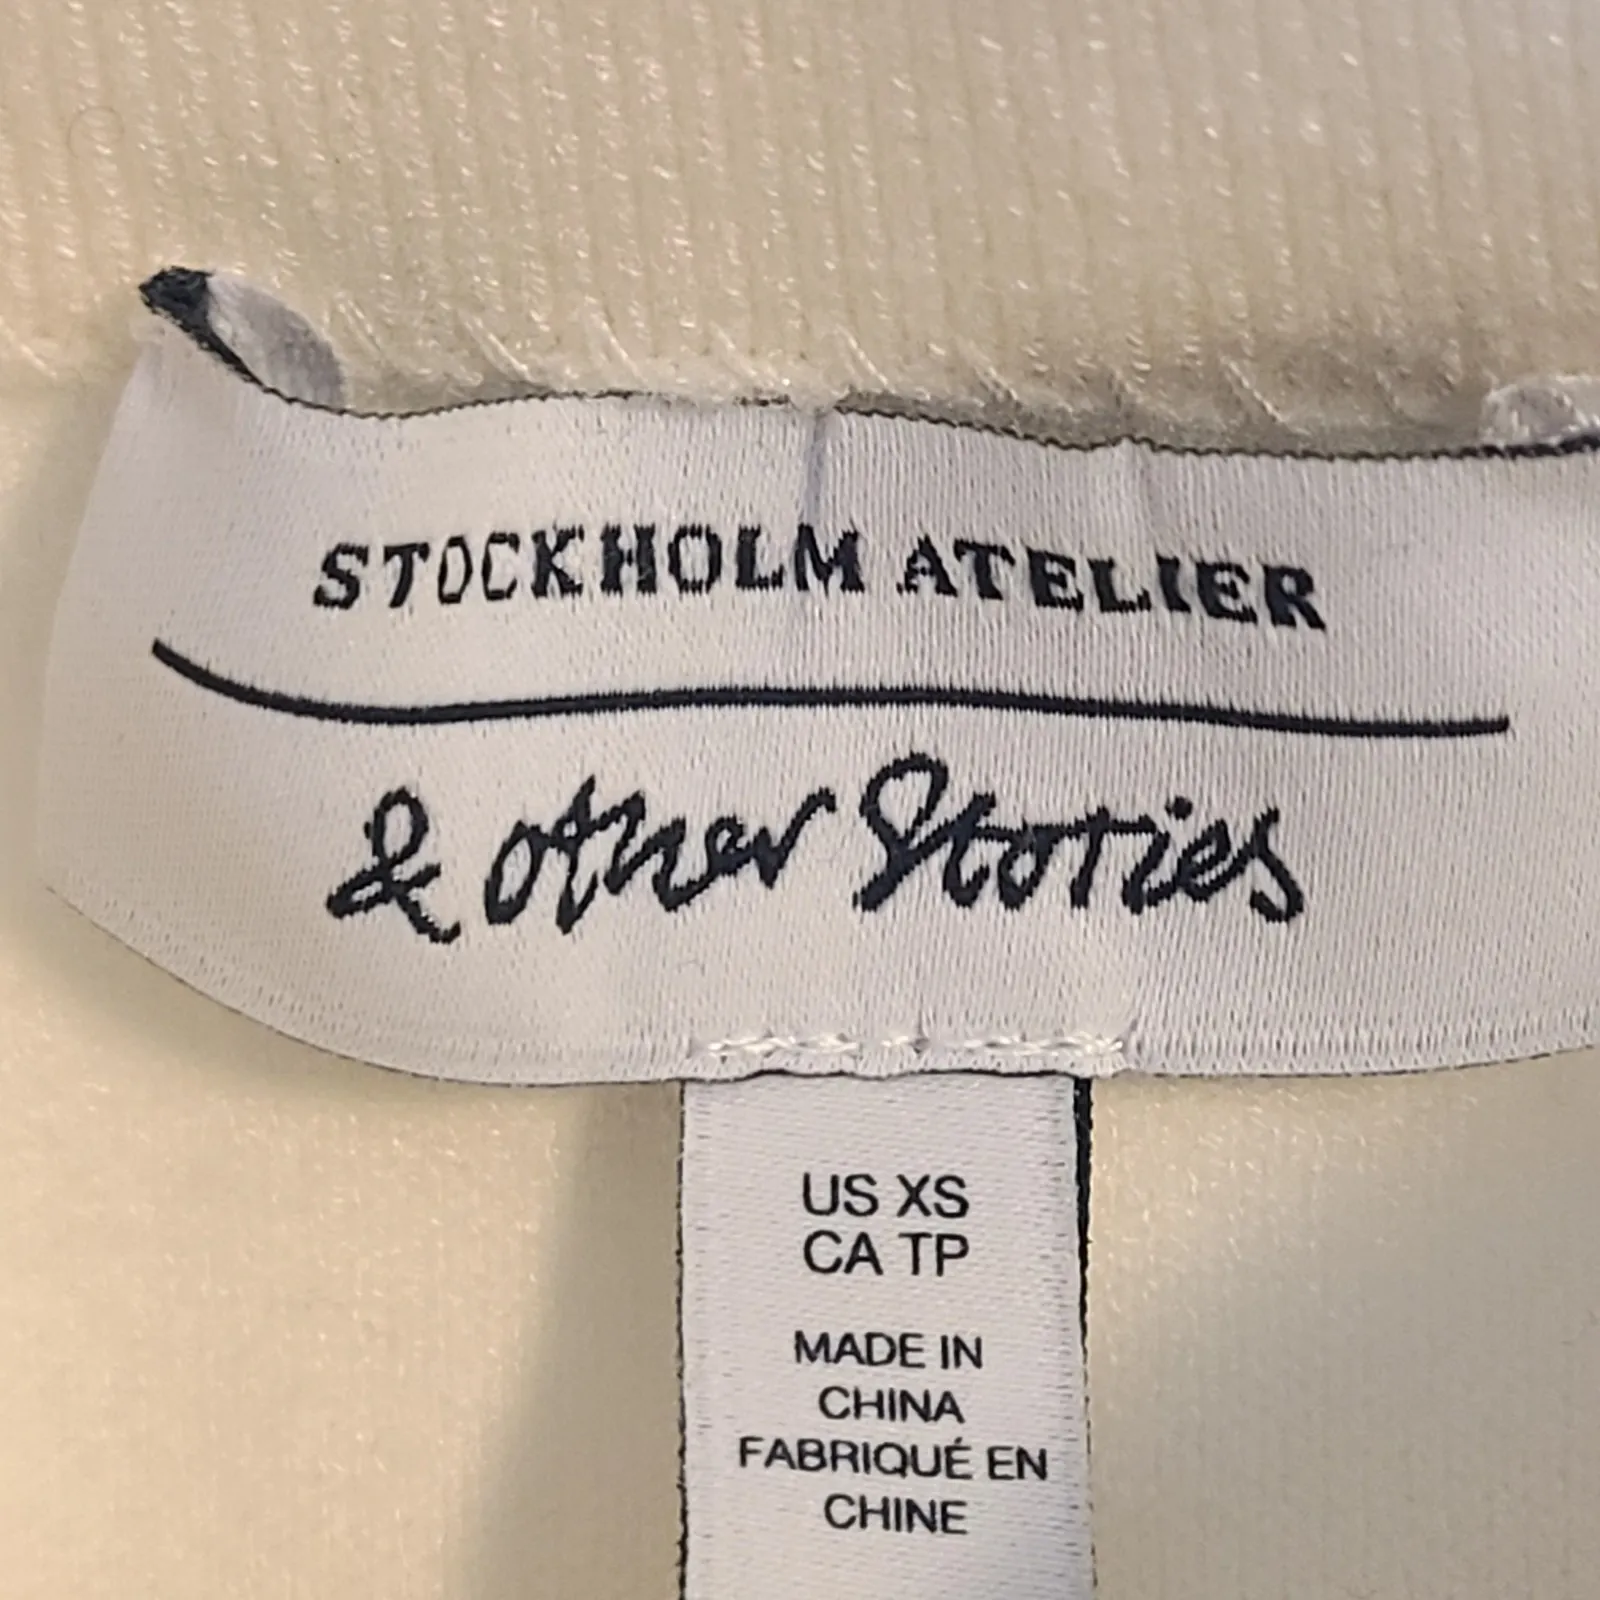 STOCKHOLM ATELIER
& other Stories
US XS
CA TP
MADE IN
CHINA
FABRIQUÉ EN
CHINE